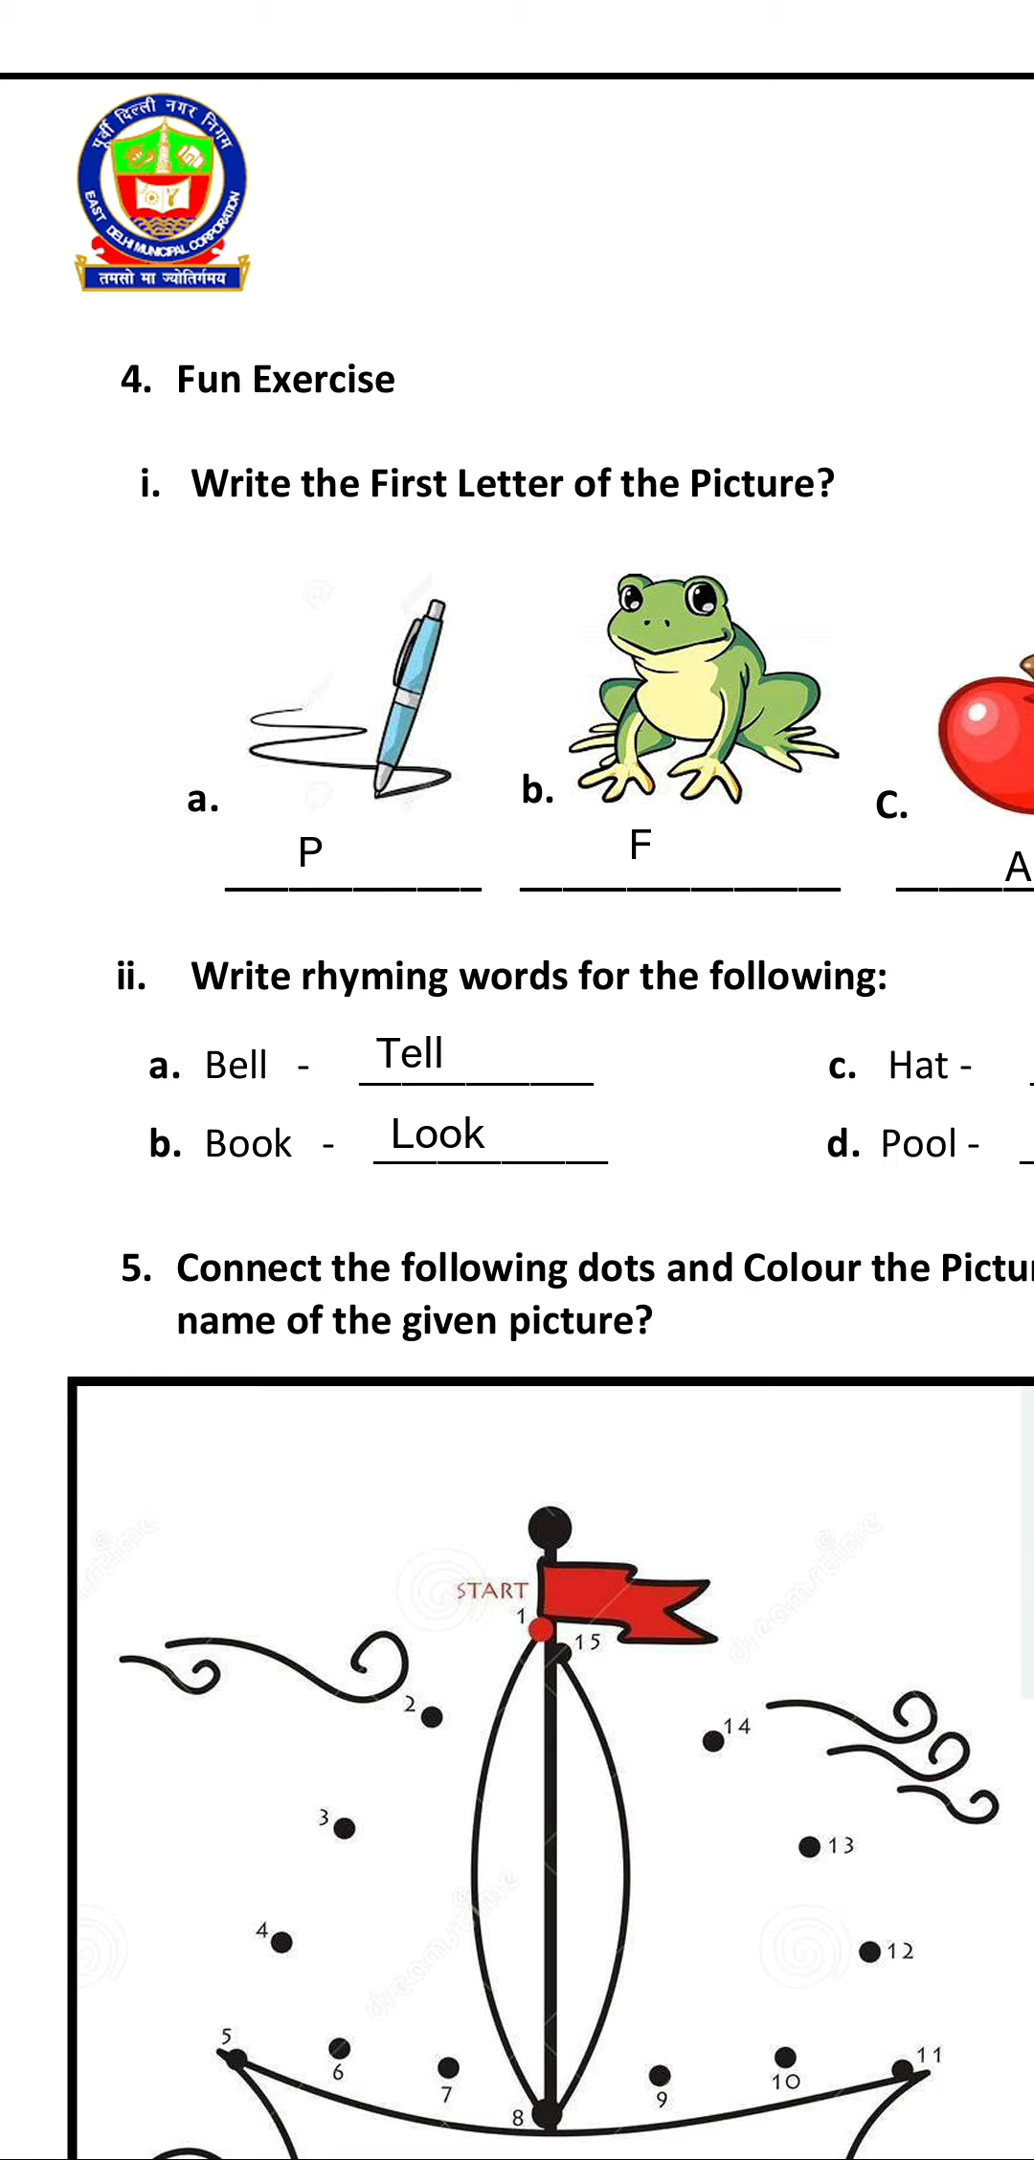 पूर्वी दिल्ली नगर निगम
EAST DELHI MUNICIPAL CORPORATION
तमसो मा ज्योतिर्गमय
4. Fun Exercise
i. Write the First Letter of the Picture?
a. b. C.
P F A
ii. Write rhyming words for the following:
a. Bell - Tell c. Hat -
b. Book - Look d. Pool -
5. Connect the following dots and Colour the Pictu
name of the given picture?
START
1
15
2
14
3
13
4
12
5
11
6
10
7
9
8
dreamstime